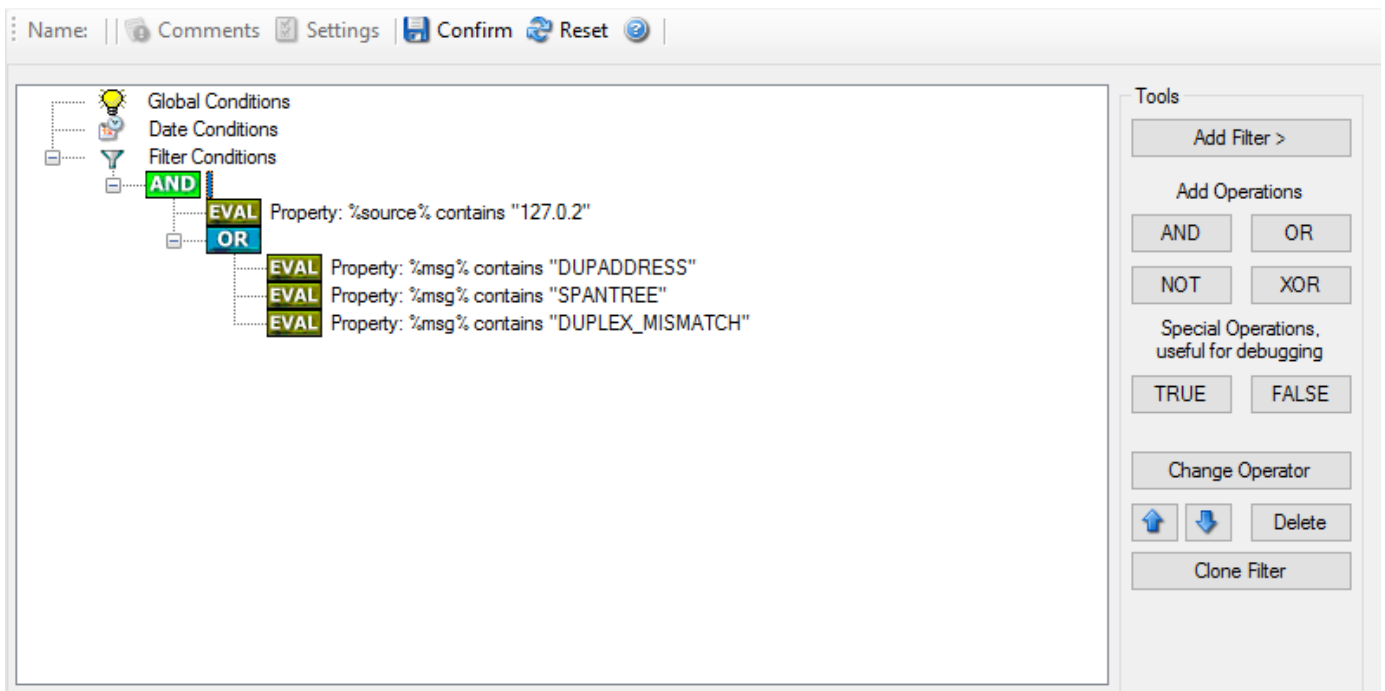 Name: Comments Settings Confirm Reset
Global Conditions
Date Conditions
Filter Conditions
AND
EVAL Property: %source% contains "127.0.2"
OR
EVAL Property: %msg% contains "DUPADDRESS"
EVAL Property: %msg% contains "SPANTREE"
EVAL Property: %msg% contains "DUPLEX_MISMATCH"
Tools
Add Filter >
Add Operations
AND OR
NOT XOR
Special Operations,
useful for debugging
TRUE FALSE
Change Operator
Delete
Clone Filter